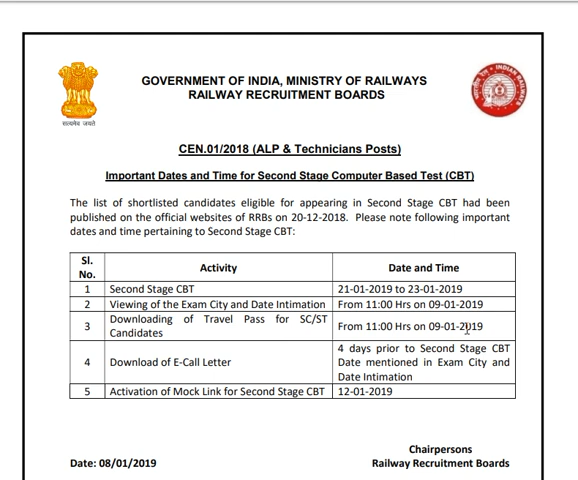 GOVERNMENT OF INDIA, MINISTRY OF RAILWAYS
RAILWAY RECRUITMENT BOARDS
सत्यमेव जयते
INDIAN RAILWAYS
CEN.01/2018 (ALP & Technicians Posts)
Important Dates and Time for Second Stage Computer Based Test (CBT)
The list of shortlisted candidates eligible for appearing in Second Stage CBT had been
published on the official websites of RRBs on 20-12-2018. Please note following important
dates and time pertaining to Second Stage CBT:
Sl. No. Activity Date and Time
1 Second Stage CBT 21-01-2019 to 23-01-2019
2 Viewing of the Exam City and Date Intimation From 11:00 Hrs on 09-01-2019
3 Downloading of Travel Pass for SC/ST Candidates From 11:00 Hrs on 09-01-2019
4 Download of E-Call Letter 4 days prior to Second Stage CBT Date mentioned in Exam City and Date Intimation
5 Activation of Mock Link for Second Stage CBT 12-01-2019
Chairpersons
Date: 08/01/2019 Railway Recruitment Boards